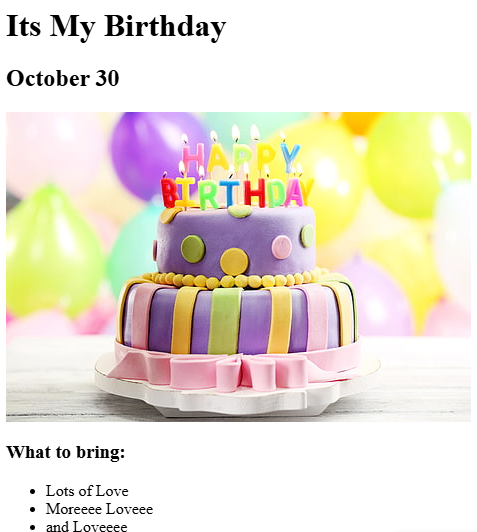 Its My Birthday
October 30
HAPPY
BIRTHDAY
What to bring:
Lots of Love
Moreeee Loveee
and Loveeee